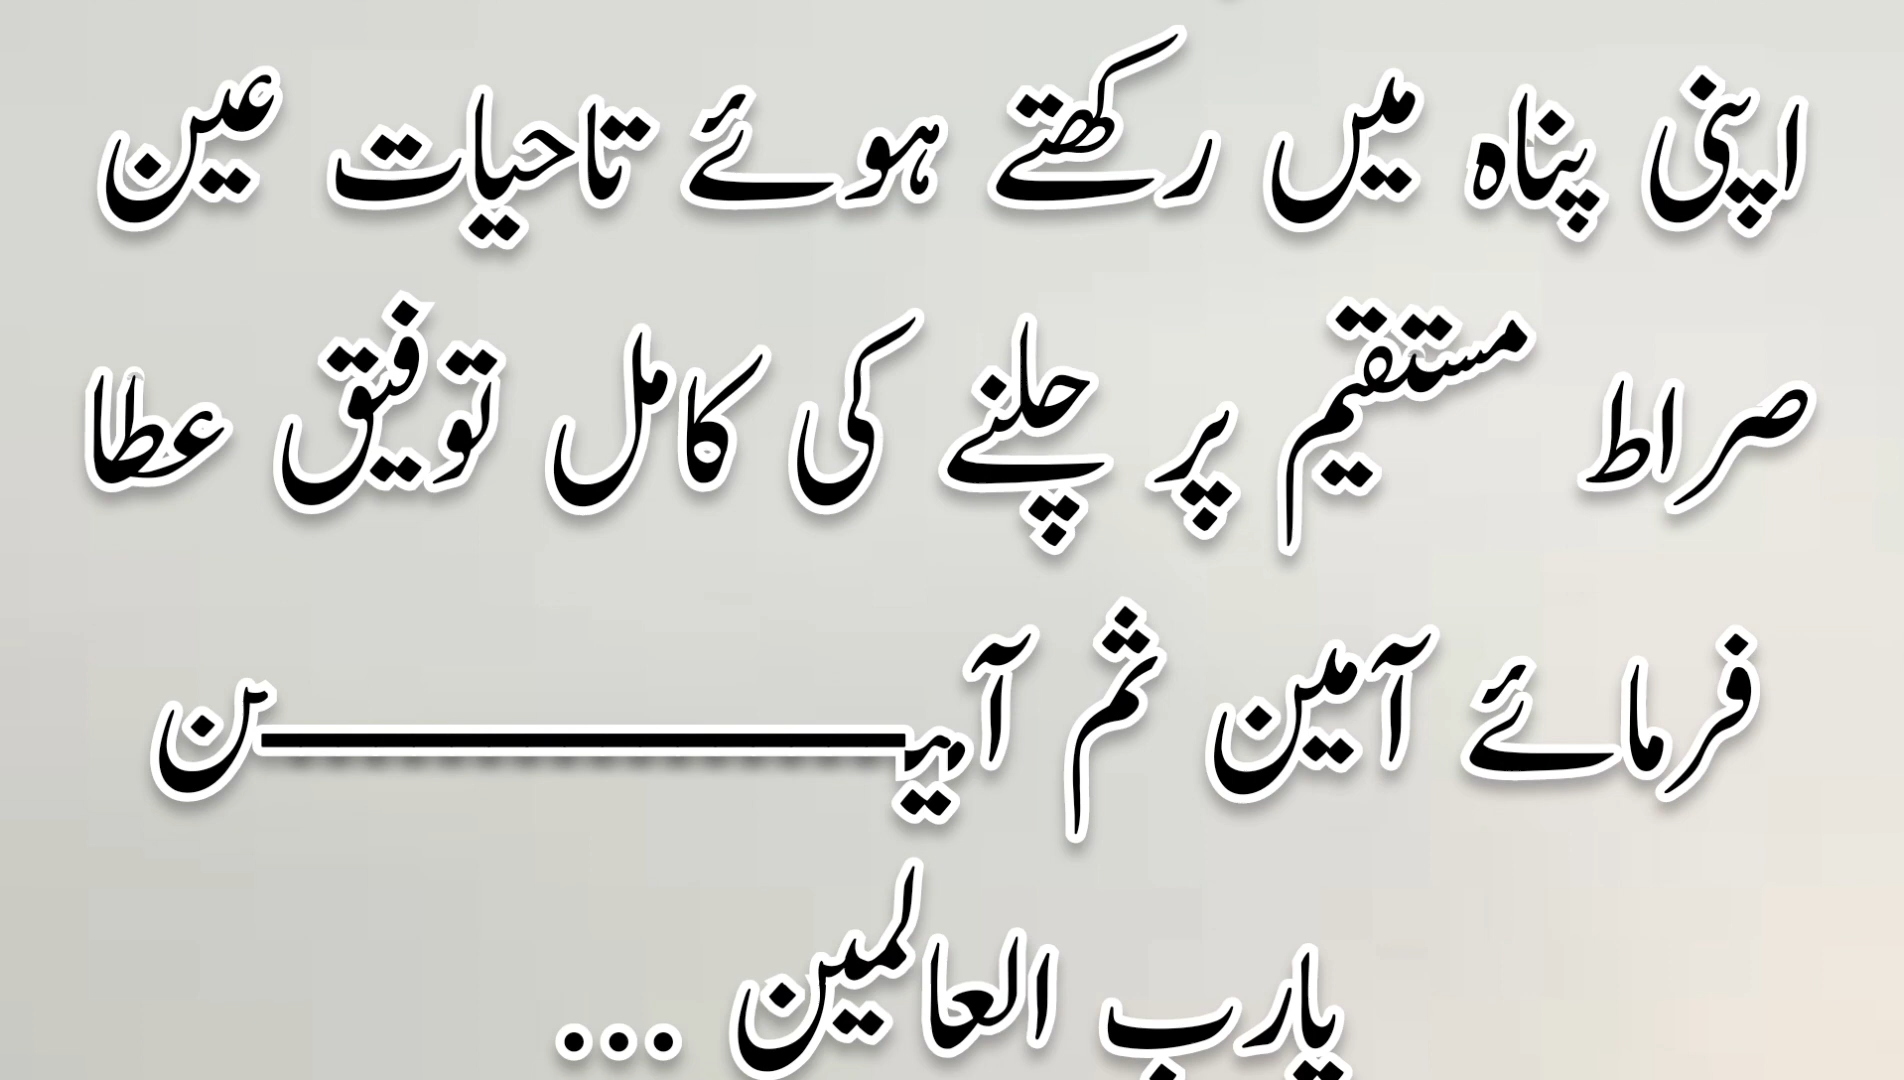 اپنی پناہ میں رکھتے ہوئے تاحیات عین
صراط مستقیم پر چلنے کی کامل توفیق عطا
فرمائے آمین ثم آمیـــــــــــــــــــن
یارب العالمین ...